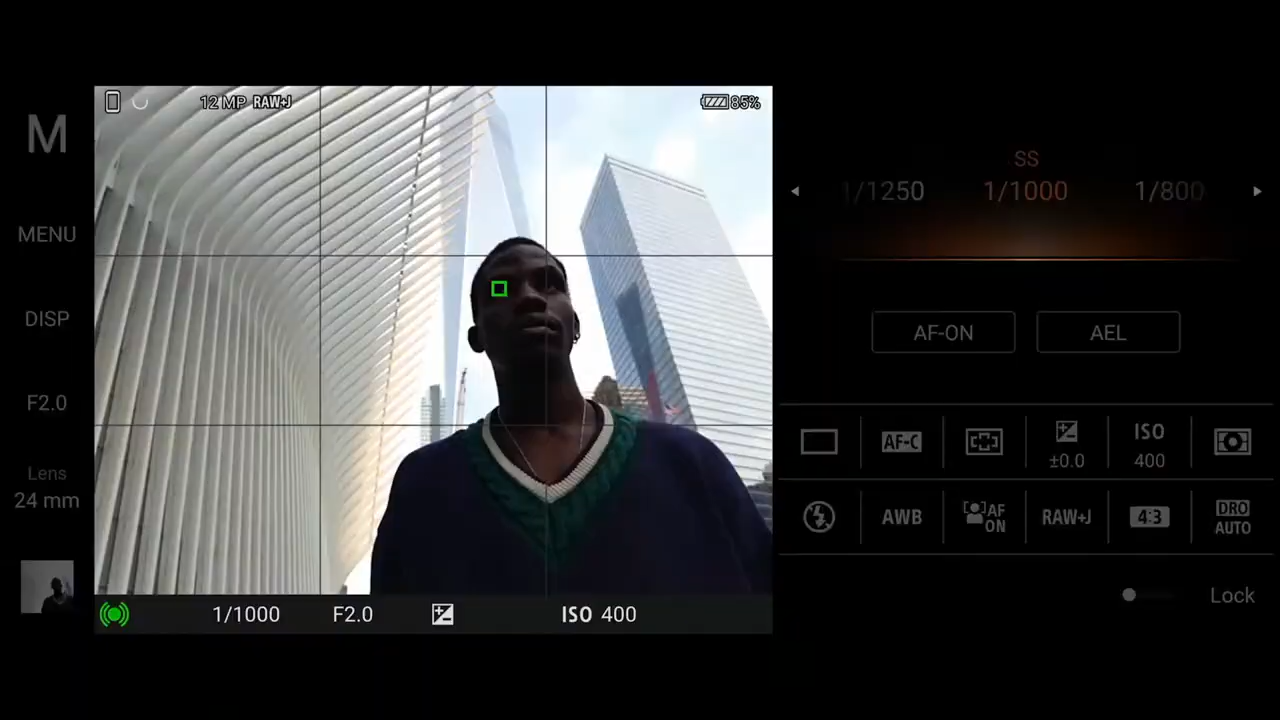 M
MENU
DISP
F2.0
Lens
24 mm
12 MP RAW+J
85%
1/1000 F2.0 ISO 400
SS
1/1250 1/1000 1/800
AF-ON AEL
AF-C ±0.0 ISO 400
AWB AF ON RAW+J 4:3 DRO AUTO
Lock